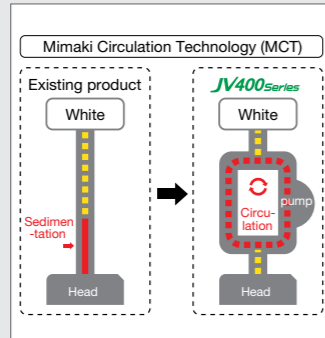 Mimaki Circulation Technology (MCT)
Existing product
White
Sedimen
-tation
Head
JV400Series
White
pump
Circu-
lation
Head